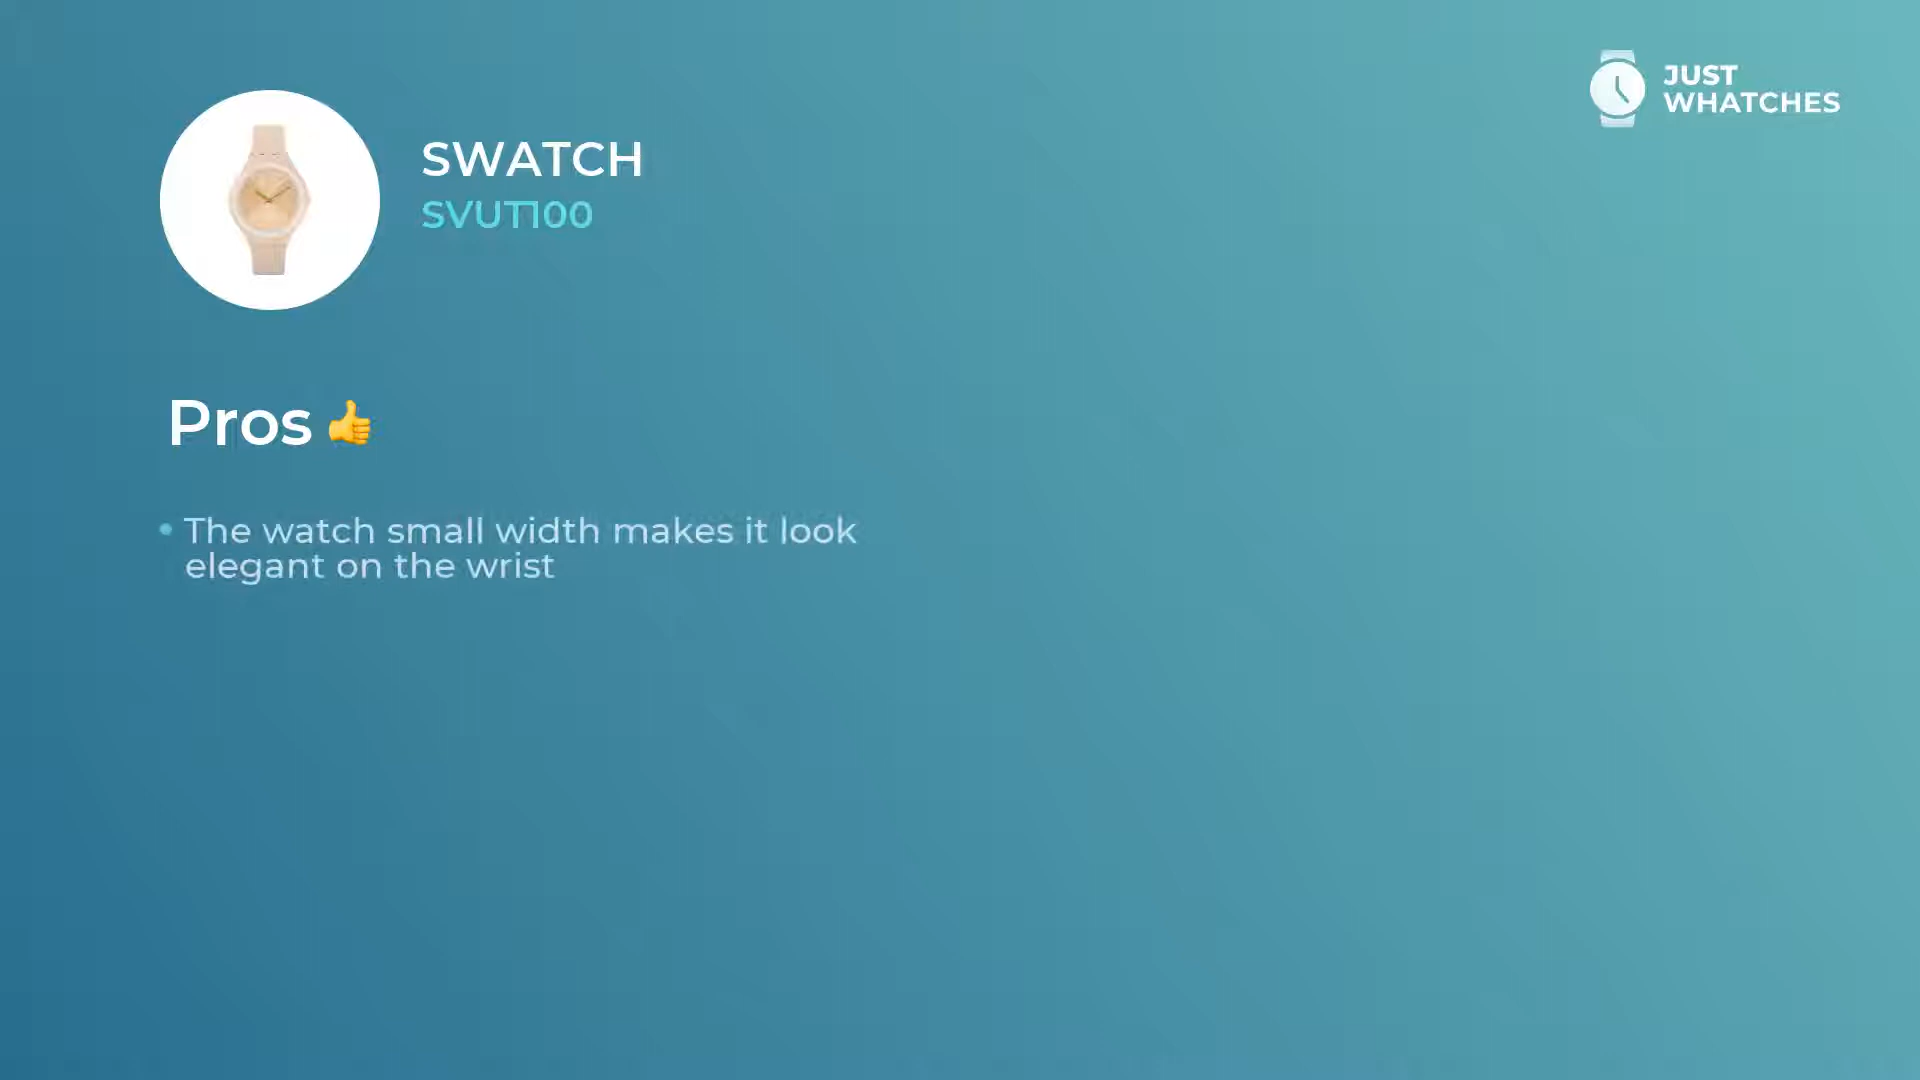 JUST
WHATCHES
SWATCH
SVUT100
Pros 👍
• The watch small width makes it look
elegant on the wrist